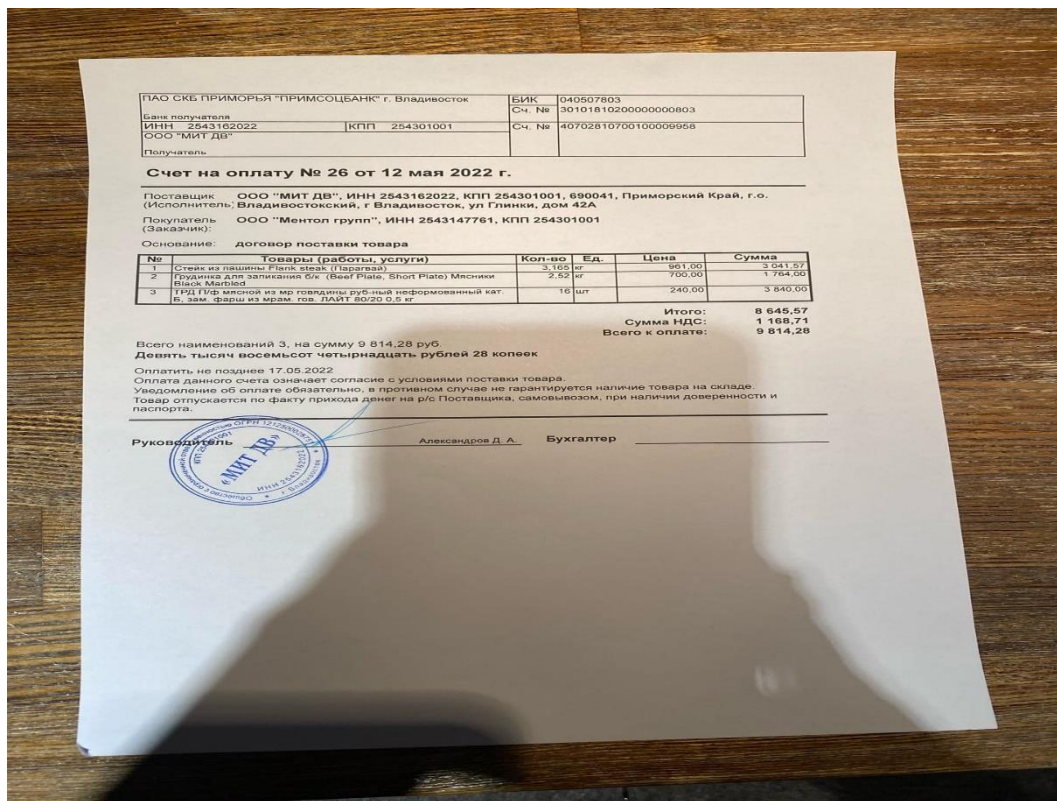 ПАО СКБ ПРИМОРЬЯ "ПРИМСОЦБАНК" г. Владивосток БИК 040507803
Сч. № 30101810200000000803
Банк получателя
ИНН 2543162022 КПП 254301001 Сч. № 40702810700100009958
ООО "МИТ ДВ"
Получатель
Счет на оплату № 26 от 12 мая 2022 г.
Поставщик ООО "МИТ ДВ", ИНН 2543162022, КПП 254301001, 690041, Приморский Край, г.о.
(Исполнитель) Владивостокский, г Владивосток, ул Глинки, дом 42А
Покупатель ООО "Ментол групп", ИНН 2543147761, КПП 254301001
(Заказчик):
Основание: договор поставки товара
№ Товары (работы, услуги) Кол-во Ед. Цена Сумма
1 Стейк из пашины Flank steak (Парагвай) 3,165 кг 961,00 3 041,57
2 Грудинка для запикания б/к (Beef Plate, Short Plate) Мясники 2,52 кг 700,00 1 764,00
Black Marbled
3 ТРД П/ф мясной из мр говядины руб-ный неформованный кат. 16 шт 240,00 3 840,00
Б, зам. фарш из мрам. гов. ЛАЙТ 80/20 0,5 кг
Итого: 8 645,57
Сумма НДС: 1 168,71
Всего к оплате: 9 814,28
Всего наименований 3, на сумму 9 814,28 руб.
Девять тысяч восемьсот четырнадцать рублей 28 копеек
Оплатить не позднее 17.05.2022
Оплата данного счета означает согласие с условиями поставки товара.
Уведомление об оплате обязательно, в противном случае не гарантируется наличие товара на складе.
Товар отпускается по факту прихода денег на р/с Поставщика, самовывозом, при наличии доверенности и
паспорта.
Руководитель Александров Д. А. Бухгалтер
«МИТ ДВ»
ИНН 2543162022